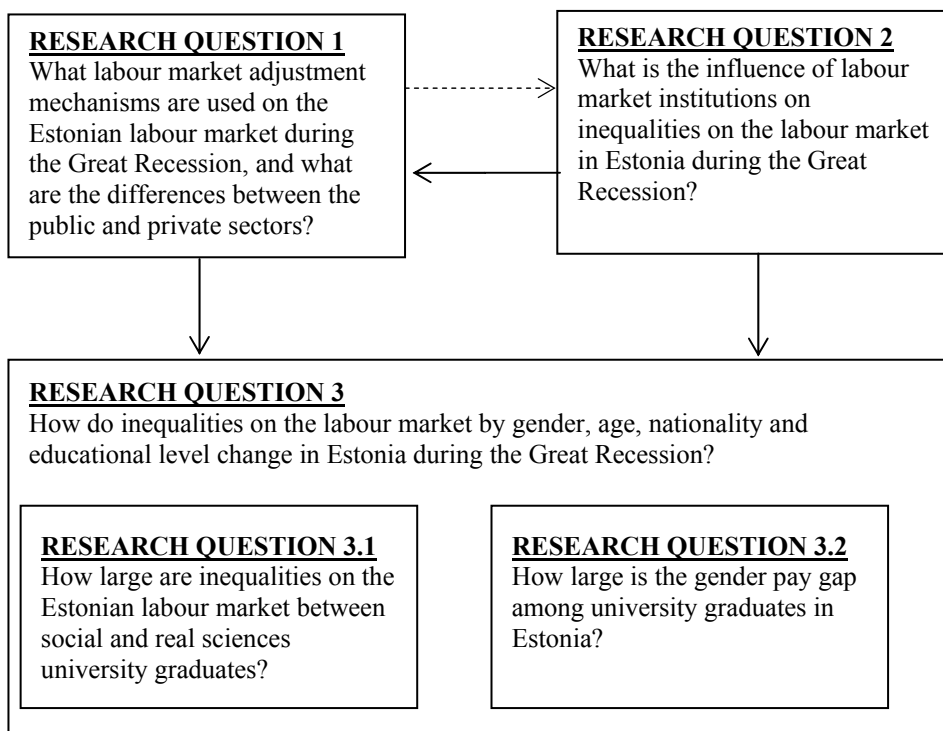 RESEARCH QUESTION 1
What labour market adjustment
mechanisms are used on the
Estonian labour market during
the Great Recession, and what
are the differences between the
public and private sectors?
RESEARCH QUESTION 2
What is the influence of labour
market institutions on
inequalities on the labour market
in Estonia during the Great
Recession?
RESEARCH QUESTION 3
How do inequalities on the labour market by gender, age, nationality and
educational level change in Estonia during the Great Recession?
RESEARCH QUESTION 3.1
How large are inequalities on the
Estonian labour market between
social and real sciences
university graduates?
RESEARCH QUESTION 3.2
How large is the gender pay gap
among university graduates in
Estonia?